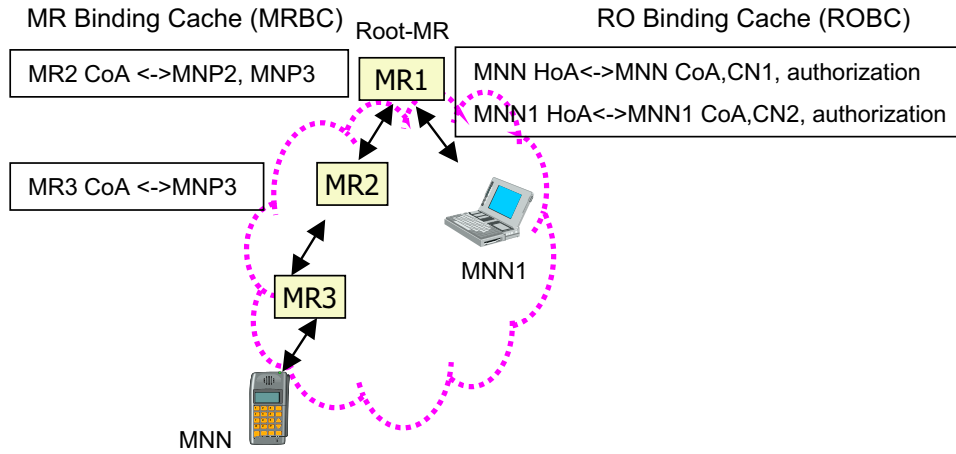 MR Binding Cache (MRBC)
RO Binding Cache (ROBC)
Root-MR
MR2 CoA <->MNP2, MNP3
MR1
MNN HoA<->MNN CoA,CN1, authorization
MNN1 HoA<->MNN1 CoA,CN2, authorization
MR3 CoA <->MNP3
MR2
MNN1
MR3
MNN